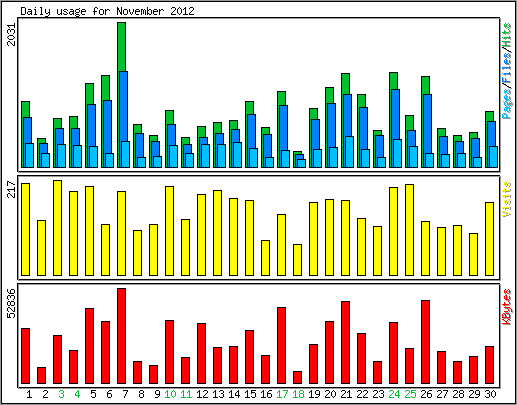 Daily usage for November 2012
2031
Pages/Files/Hits
217
Visits
52836
KBytes
1 2 3 4 5 6 7 8 9 10 11 12 13 14 15 16 17 18 19 20 21 22 23 24 25 26 27 28 29 30